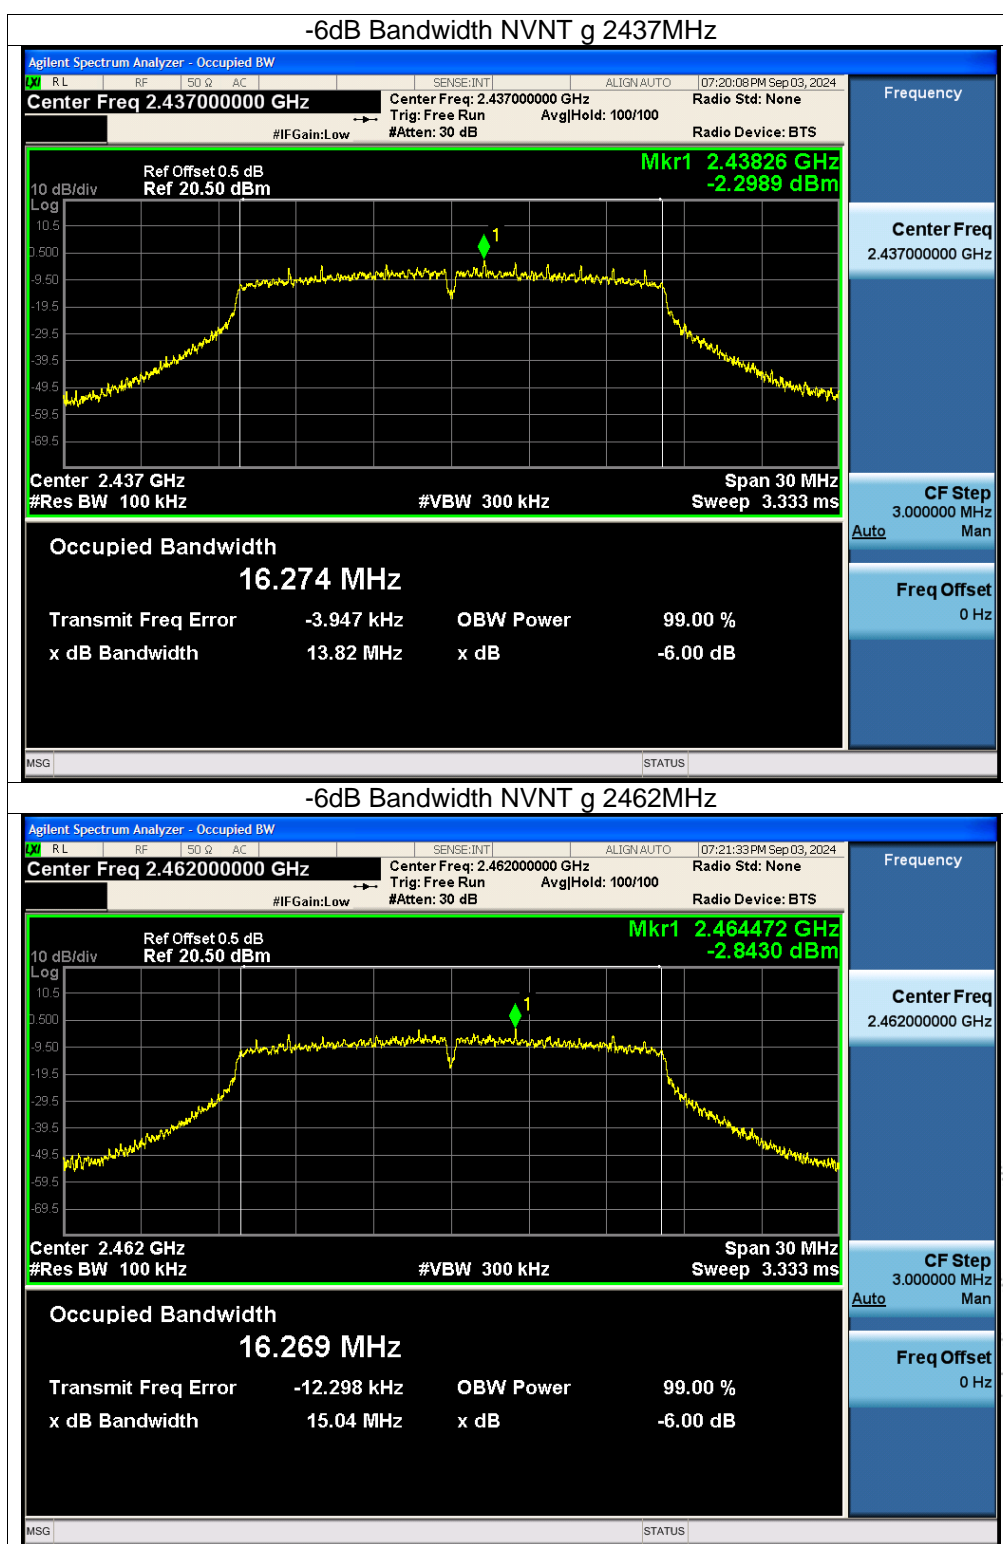 -6dB Bandwidth NVNT g 2437MHz
Agilent Spectrum Analyzer - Occupied BW
LXI RL RF 50 Ω AC SENSE:INT ALIGN AUTO 07:20:08 PM Sep 03, 2024
Center Freq 2.437000000 GHz
Center Freq: 2.437000000 GHz Radio Std: None
Trig: Free Run Avg|Hold: 100/100
#IFGain:Low #Atten: 30 dB Radio Device: BTS
Frequency
Mkr1 2.43826 GHz
-2.2989 dBm
Ref Offset 0.5 dB
10 dB/div Ref 20.50 dBm
Log
10.5
0.500
-9.50
-19.5
-29.5
-39.5
-49.5
-59.5
-69.5
1
Center 2.437 GHz Span 30 MHz
#Res BW 100 kHz #VBW 300 kHz Sweep 3.333 ms
Center Freq
2.437000000 GHz
CF Step
3.000000 MHz
Auto Man
Freq Offset
0 Hz
Occupied Bandwidth
16.274 MHz
Transmit Freq Error -3.947 kHz OBW Power 99.00 %
x dB Bandwidth 13.82 MHz x dB -6.00 dB
MSG STATUS
-6dB Bandwidth NVNT g 2462MHz
Agilent Spectrum Analyzer - Occupied BW
LXI RL RF 50 Ω AC SENSE:INT ALIGN AUTO 07:21:33 PM Sep 03, 2024
Center Freq 2.462000000 GHz
Center Freq: 2.462000000 GHz Radio Std: None
Trig: Free Run Avg|Hold: 100/100
#IFGain:Low #Atten: 30 dB Radio Device: BTS
Frequency
Mkr1 2.464472 GHz
-2.8430 dBm
Ref Offset 0.5 dB
10 dB/div Ref 20.50 dBm
Log
10.5
0.500
-9.50
-19.5
-29.5
-39.5
-49.5
-59.5
-69.5
1
Center 2.462 GHz Span 30 MHz
#Res BW 100 kHz #VBW 300 kHz Sweep 3.333 ms
Center Freq
2.462000000 GHz
CF Step
3.000000 MHz
Auto Man
Freq Offset
0 Hz
Occupied Bandwidth
16.269 MHz
Transmit Freq Error -12.298 kHz OBW Power 99.00 %
x dB Bandwidth 15.04 MHz x dB -6.00 dB
MSG STATUS